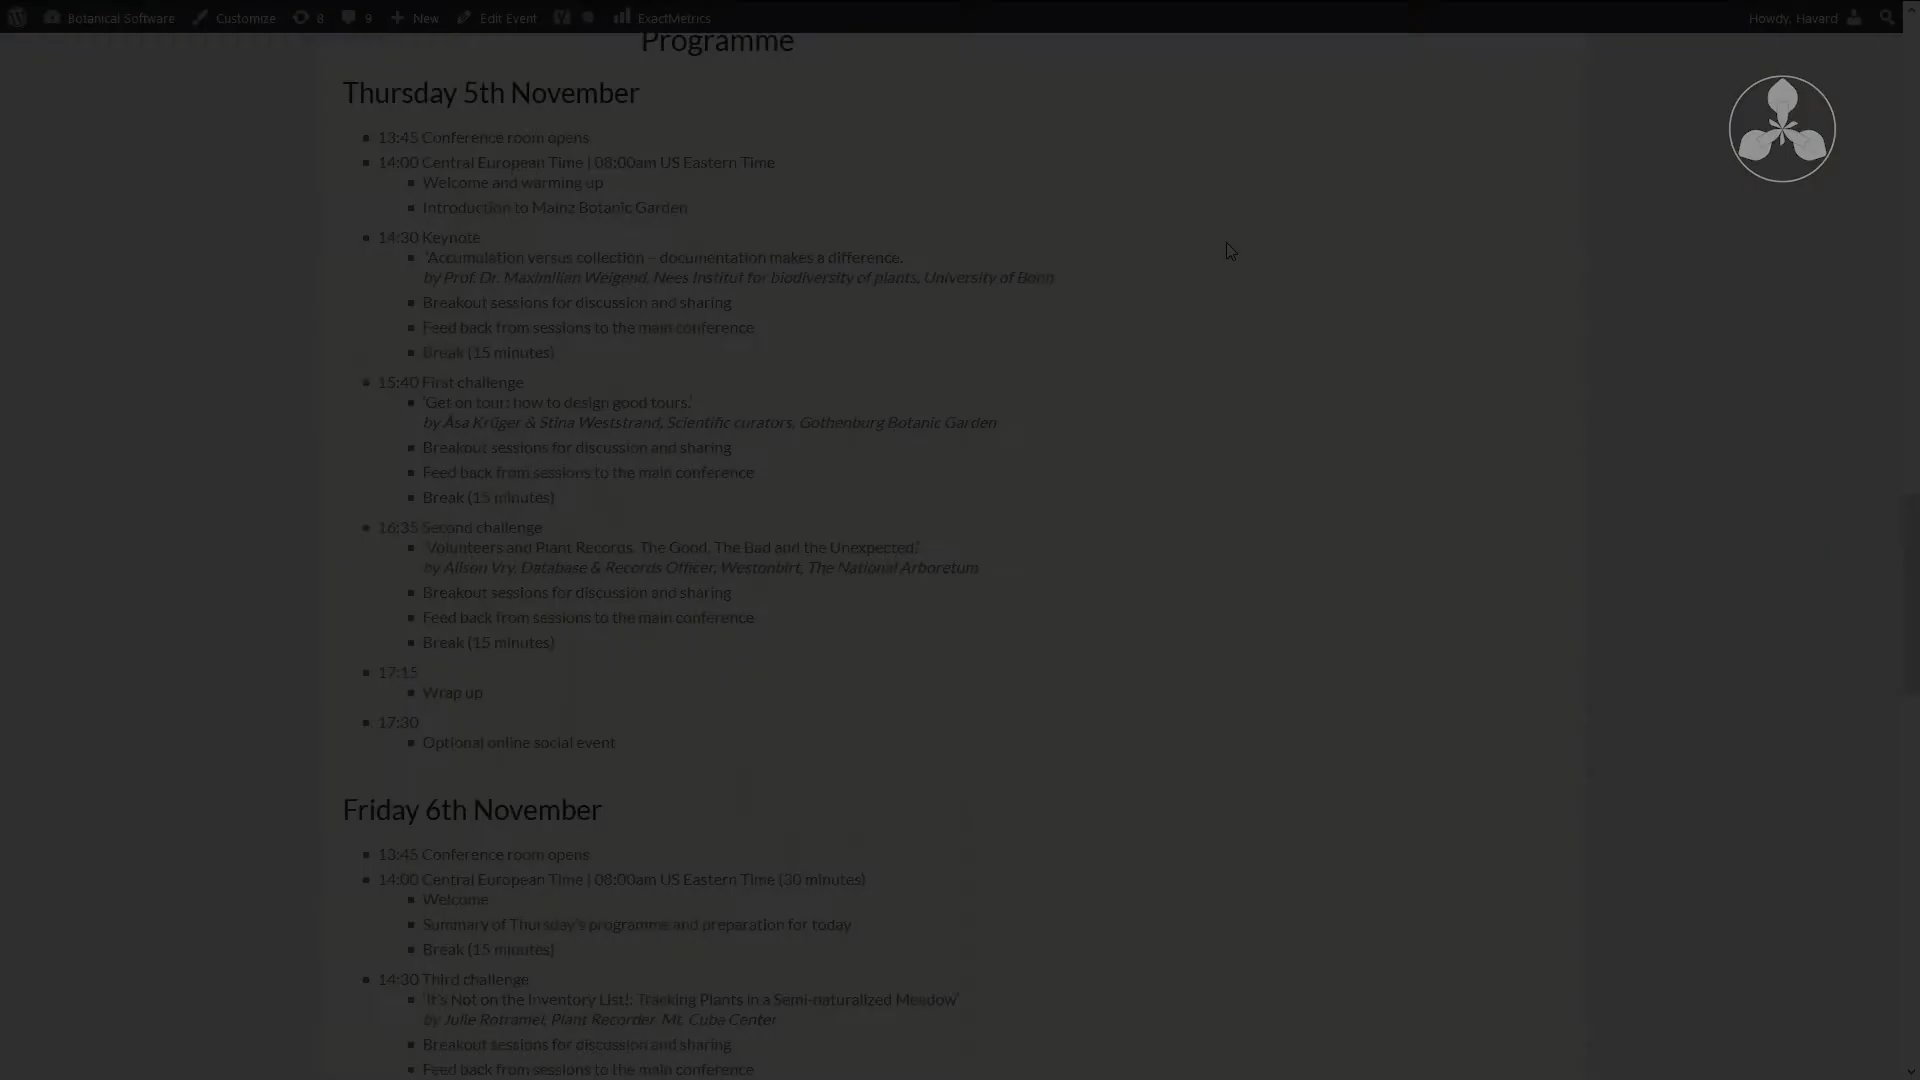 Botanical Software Customize 8 9 New Edit Event ExactMetrics Howdy, Havard
Programme
Thursday 5th November
13:45 Conference room opens
14:00 Central European Time | 08:00am US Eastern Time
Welcome and warming up
Introduction to Mainz Botanic Garden
14:30 Keynote
'Accumulation versus collection – documentation makes a difference.
by Prof. Dr. Maximilian Weigend, Nees Institut for biodiversity of plants, University of Bonn
Breakout sessions for discussion and sharing
Feed back from sessions to the main conference
Break (15 minutes)
15:40 First challenge
'Get on tour: how to design good tours.'
by Åsa Krüger & Stina Weststrand, Scientific curators, Gothenburg Botanic Garden
Breakout sessions for discussion and sharing
Feed back from sessions to the main conference
Break (15 minutes)
16:35 Second challenge
'Volunteers and Plant Records. The Good, The Bad and the Unexpected.'
by Alison Vry, Database & Records Officer, Westonbirt, The National Arboretum
Breakout sessions for discussion and sharing
Feed back from sessions to the main conference
Break (15 minutes)
17:15
Wrap up
17:30
Optional online social event
Friday 6th November
13:45 Conference room opens
14:00 Central European Time | 08:00am US Eastern Time (30 minutes)
Welcome
Summary of Thursday's programme and preparation for today
Break (15 minutes)
14:30 Third challenge
'It's Not on the Inventory List!: Tracking Plants in a Semi-naturalized Meadow'
by Julie Rotramel, Plant Recorder, Mt. Cuba Center
Breakout sessions for discussion and sharing
Feed back from sessions to the main conference